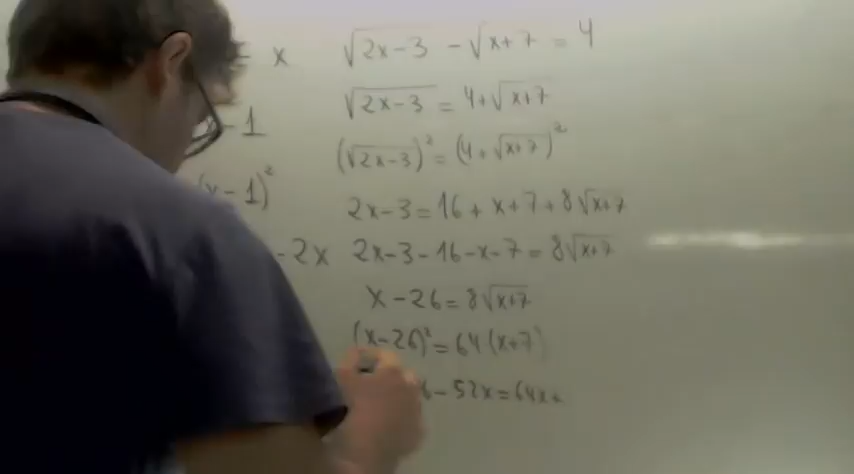 x
- 1
(x - 1)²
- 2x
√2x-3 - √x+7 = 4
√2x-3 = 4+√x+7
(√2x-3)² = (4+√x+7)²
2x-3=16+x+7+8√x+7
2x-3-16-x-7=8√x+7
x-26=8√x+7
(x-26)²=64(x+7)
6-52x=64x+